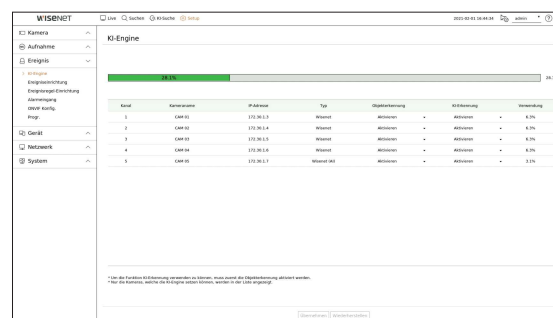 WISENET
Live Suchen KI-Suche Setup 2021-02-01 16:44:24 admin
Kamera
Aufnahme
Ereignis
KI-Engine
Ereigniseinrichtung
Ereignisregel-Einrichtung
Alarmeingang
ONVIF Konfig.
Progr.
Gerät
Netzwerk
System
KI-Engine
28.1%
Kanal Kameraname IP-Adresse Typ Objekterkennung KI-Erkennung Verwendung
1 CAM 01 172.30.1.3 Wisenet Aktivieren Aktivieren 6.3%
2 CAM 02 172.30.1.4 Wisenet Aktivieren Aktivieren 6.3%
3 CAM 03 172.30.1.5 Wisenet Aktivieren Aktivieren 6.3%
4 CAM 04 172.30.1.6 Wisenet Aktivieren Aktivieren 6.3%
5 CAM 05 172.30.1.7 Wisenet (AI) Aktivieren Aktivieren 3.1%
* Um die Funktion KI-Erkennung verwenden zu können, muss zuerst die Objekterkennung aktiviert werden.
* Nur die Kameras, welche die KI-Engine setzen können, werden in der Liste angezeigt.
Übernehmen Wiederherstellen